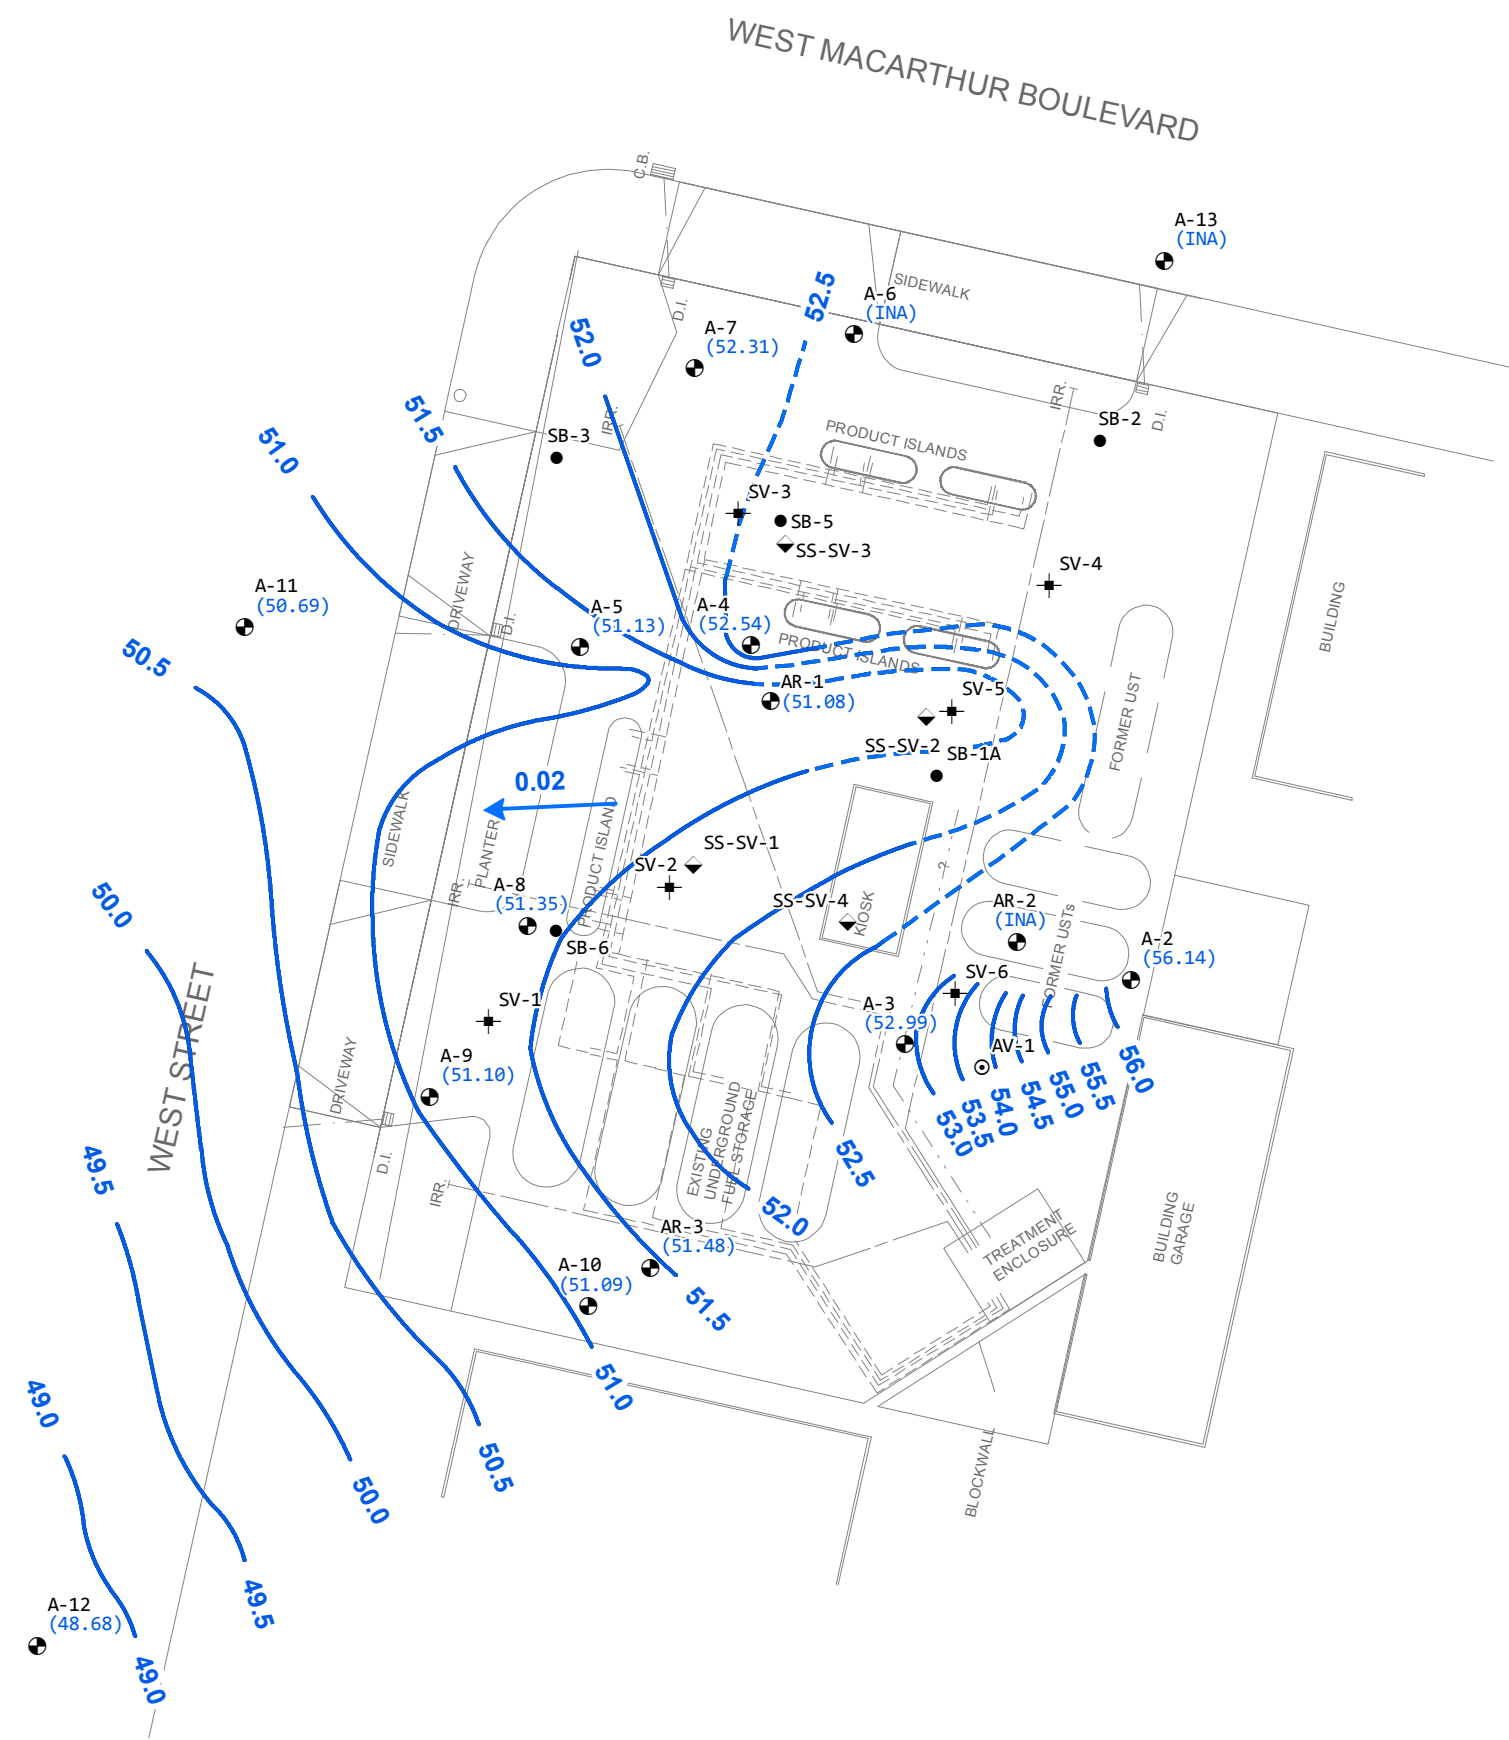 WEST MACARTHUR BOULEVARD
C.B.
A-13
(INA)
SIDEWALK
A-6
(INA)
52.5
D.I.
A-7
(52.31)
52.0
IRR.
D.I.
SB-2
51.5
IRR.
PRODUCT ISLANDS
51.0
SB-3
SV-3
SB-5
SS-SV-3
SV-4
A-11
(50.69)
DRIVEWAY
D.I.
A-5
(51.13)
A-4
(52.54)
PRODUCT ISLANDS
BUILDING
50.5
AR-1
(51.08)
SV-5
FORMER UST
SS-SV-2
SB-1A
0.02
SIDEWALK
PLANTER
PRODUCT ISLAND
SS-SV-1
SV-2
?
A-8
(51.35)
IRR.
SS-SV-4
KIOSK
AR-2
(INA)
50.0
SB-6
FORMER USTs
A-2
(56.14)
SV-6
SV-1
A-3
(52.99)
WEST STREET
DRIVEWAY
A-9
(51.10)
AV-1
56.0
55.5
55.0
54.5
54.0
53.5
53.0
EXISTING
UNDERGROUND
FUEL STORAGE
52.5
49.5
D.I.
IRR.
52.0
AR-3
(51.48)
TREATMENT
ENCLOSURE
BUILDING
GARAGE
A-10
(51.09)
51.5
51.0
49.0
50.5
50.0
BLOCKWALL
49.5
A-12
(48.68)
49.0